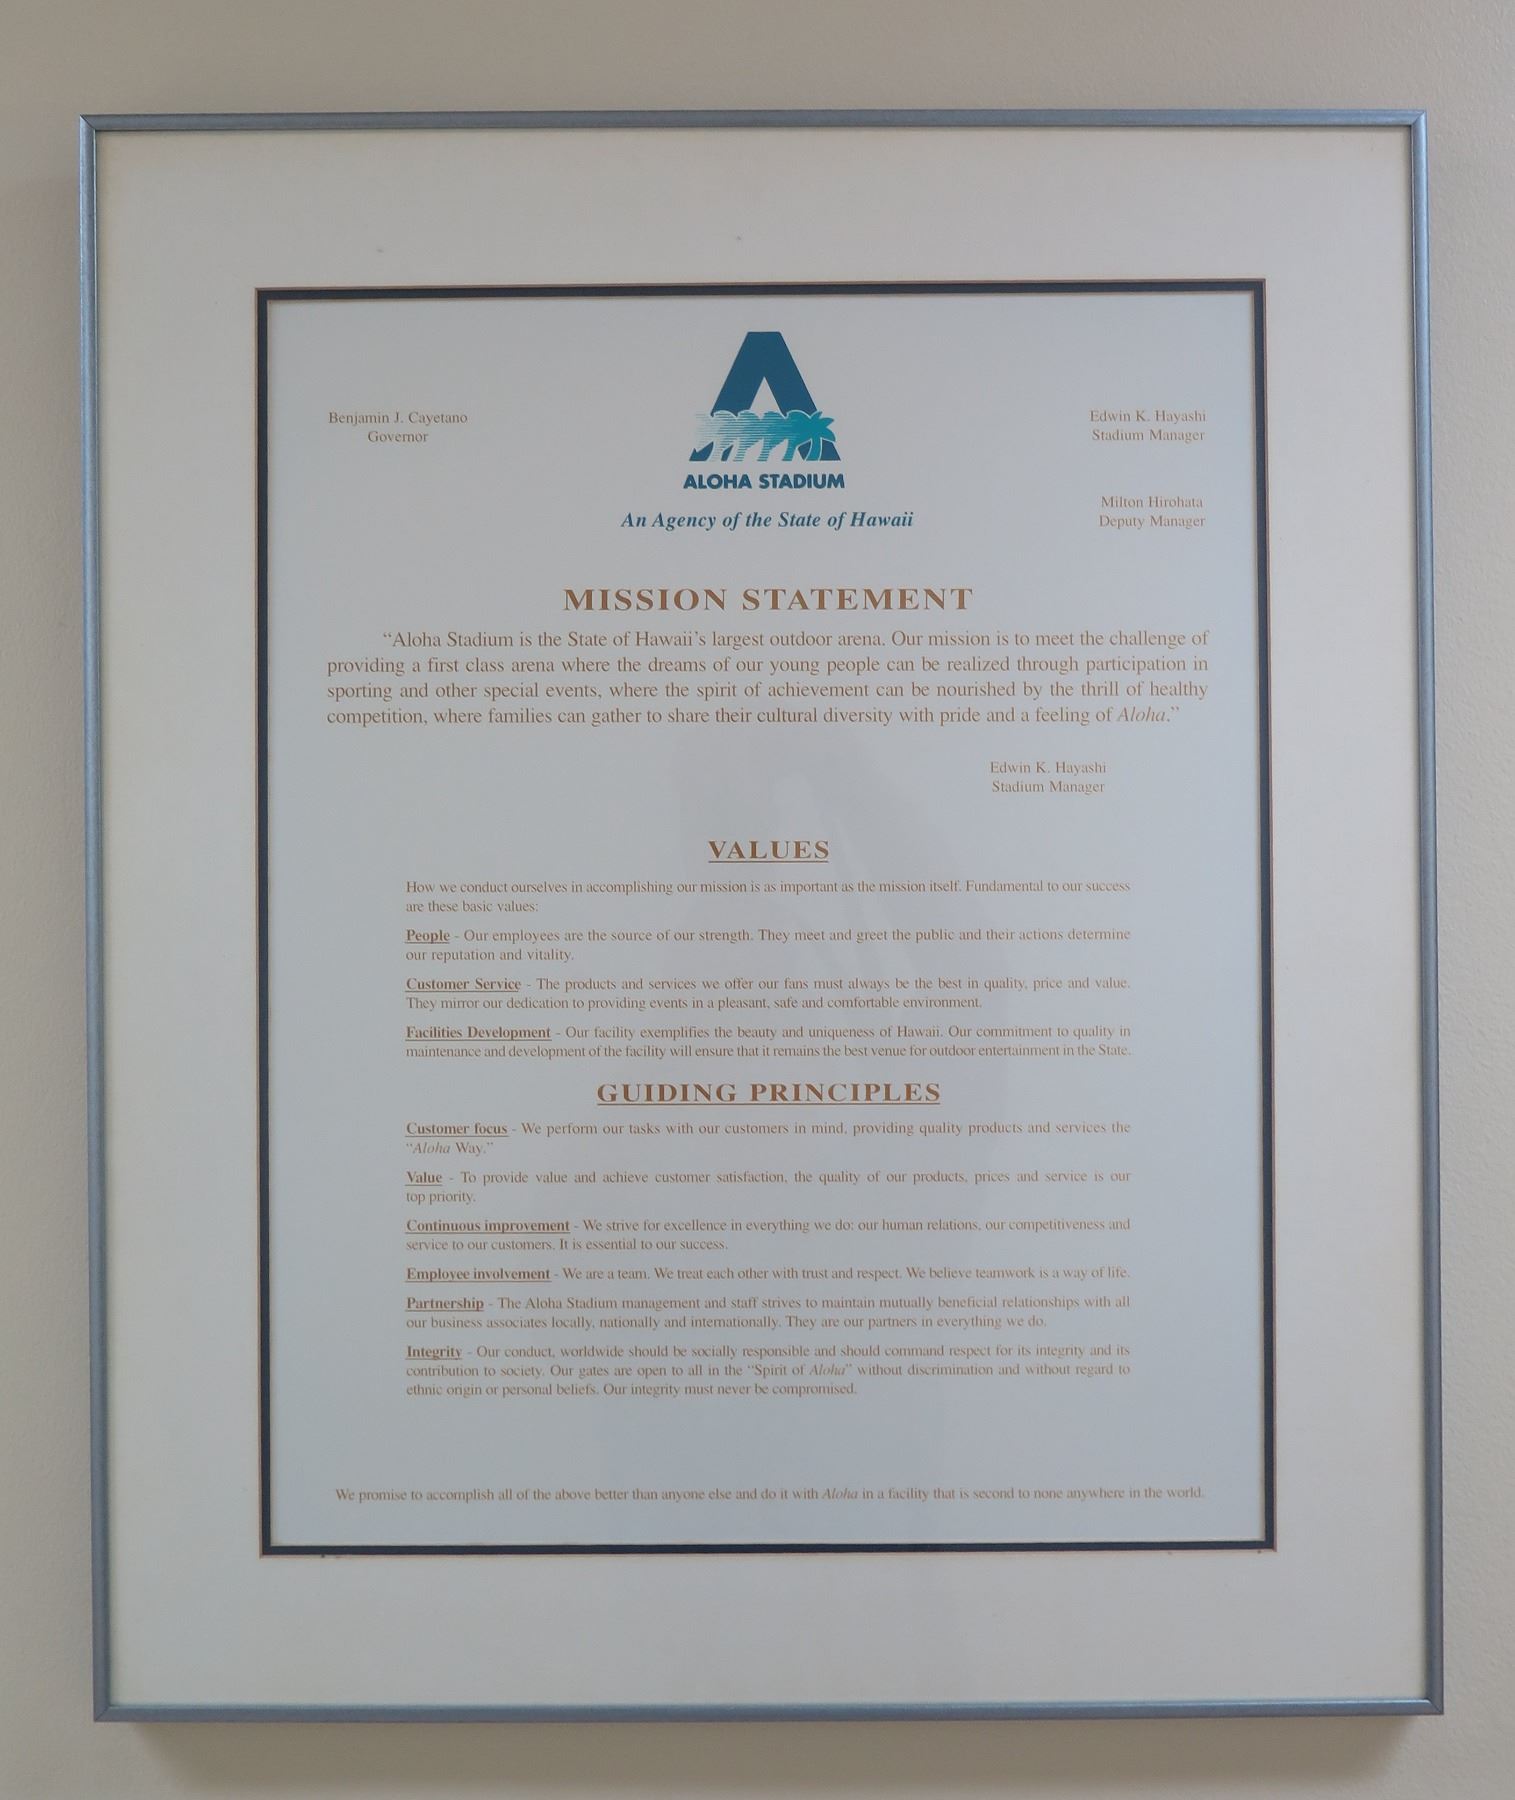 Benjamin J. Cayetano
Governor
ALOHA STADIUM
An Agency of the State of Hawaii
Edwin K. Hayashi
Stadium Manager
Milton Hirohata
Deputy Manager
MISSION STATEMENT
“Aloha Stadium is the State of Hawaii’s largest outdoor arena. Our mission is to meet the challenge of
providing a first class arena where the dreams of our young people can be realized through participation in
sporting and other special events, where the spirit of achievement can be nourished by the thrill of healthy
competition, where families can gather to share their cultural diversity with pride and a feeling of Aloha.”
Edwin K. Hayashi
Stadium Manager
VALUES
How we conduct ourselves in accomplishing our mission is as important as the mission itself. Fundamental to our success
are these basic values:
People - Our employees are the source of our strength. They meet and greet the public and their actions determine
our reputation and vitality.
Customer Service - The products and services we offer our fans must always be the best in quality, price and value.
They mirror our dedication to providing events in a pleasant, safe and comfortable environment.
Facilities Development - Our facility exemplifies the beauty and uniqueness of Hawaii. Our commitment to quality in
maintenance and development of the facility will ensure that it remains the best venue for outdoor entertainment in the State.
GUIDING PRINCIPLES
Customer focus - We perform our tasks with our customers in mind, providing quality products and services the
“Aloha Way.”
Value - To provide value and achieve customer satisfaction, the quality of our products, prices and service is our
top priority.
Continuous improvement - We strive for excellence in everything we do: our human relations, our competitiveness and
service to our customers. It is essential to our success.
Employee involvement - We are a team. We treat each other with trust and respect. We believe teamwork is a way of life.
Partnership - The Aloha Stadium management and staff strives to maintain mutually beneficial relationships with all
our business associates locally, nationally and internationally. They are our partners in everything we do.
Integrity - Our conduct, worldwide should be socially responsible and should command respect for its integrity and its
contribution to society. Our gates are open to all in the “Spirit of Aloha” without discrimination and without regard to
ethnic origin or personal beliefs. Our integrity must never be compromised.
We promise to accomplish all of the above better than anyone else and do it with Aloha in a facility that is second to none anywhere in the world.